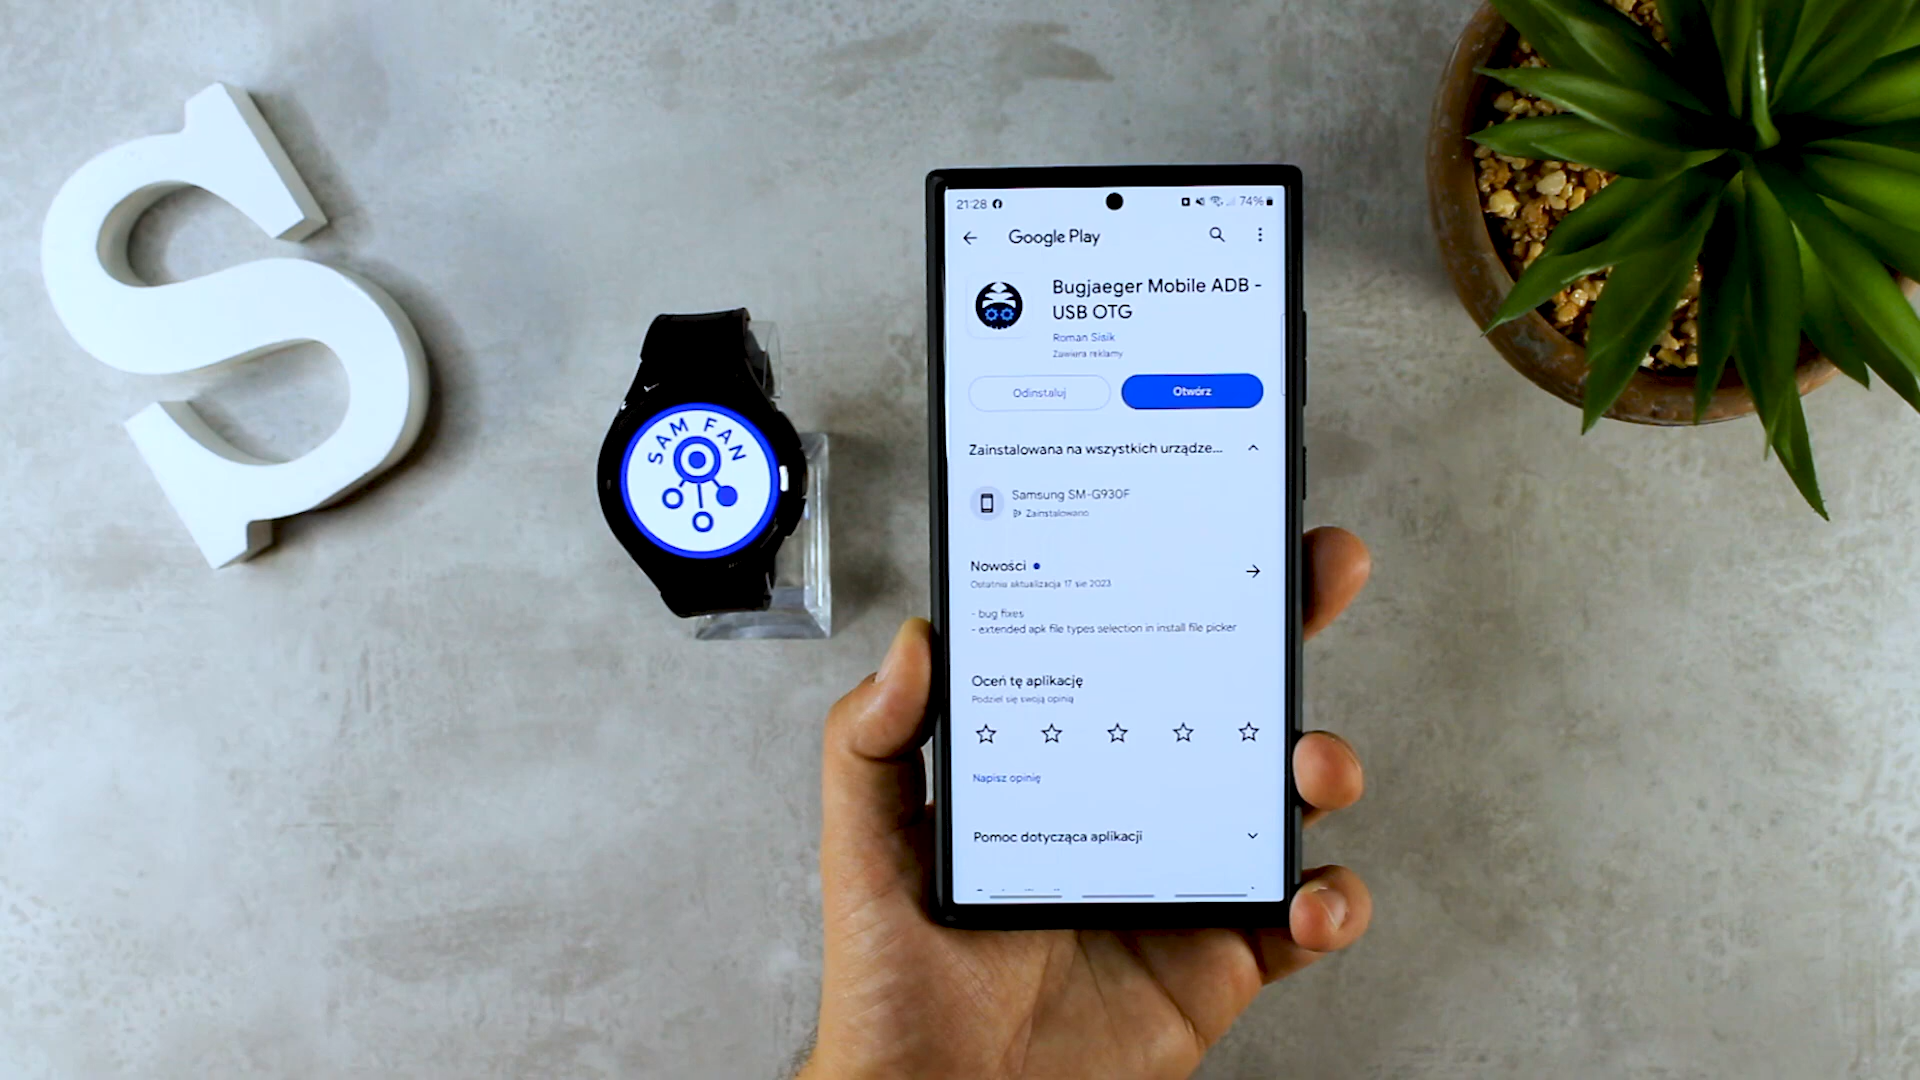 S
SAM FAN
21:28
74%
Google Play
Bugjaeger Mobile ADB -
USB OTG
Roman Sisik
Zawiera reklamy
Odinstaluj
Otwórz
Zainstalowana na wszystkich urządze...
Samsung SM-G930F
Zainstalowano
Nowości
Ostatnia aktualizacja 17 sie 2023
- bug fixes
- extended apk file types selection in install file picker
Oceń tę aplikację
Podziel się swoją opinią
Napisz opinię
Pomoc dotycząca aplikacji